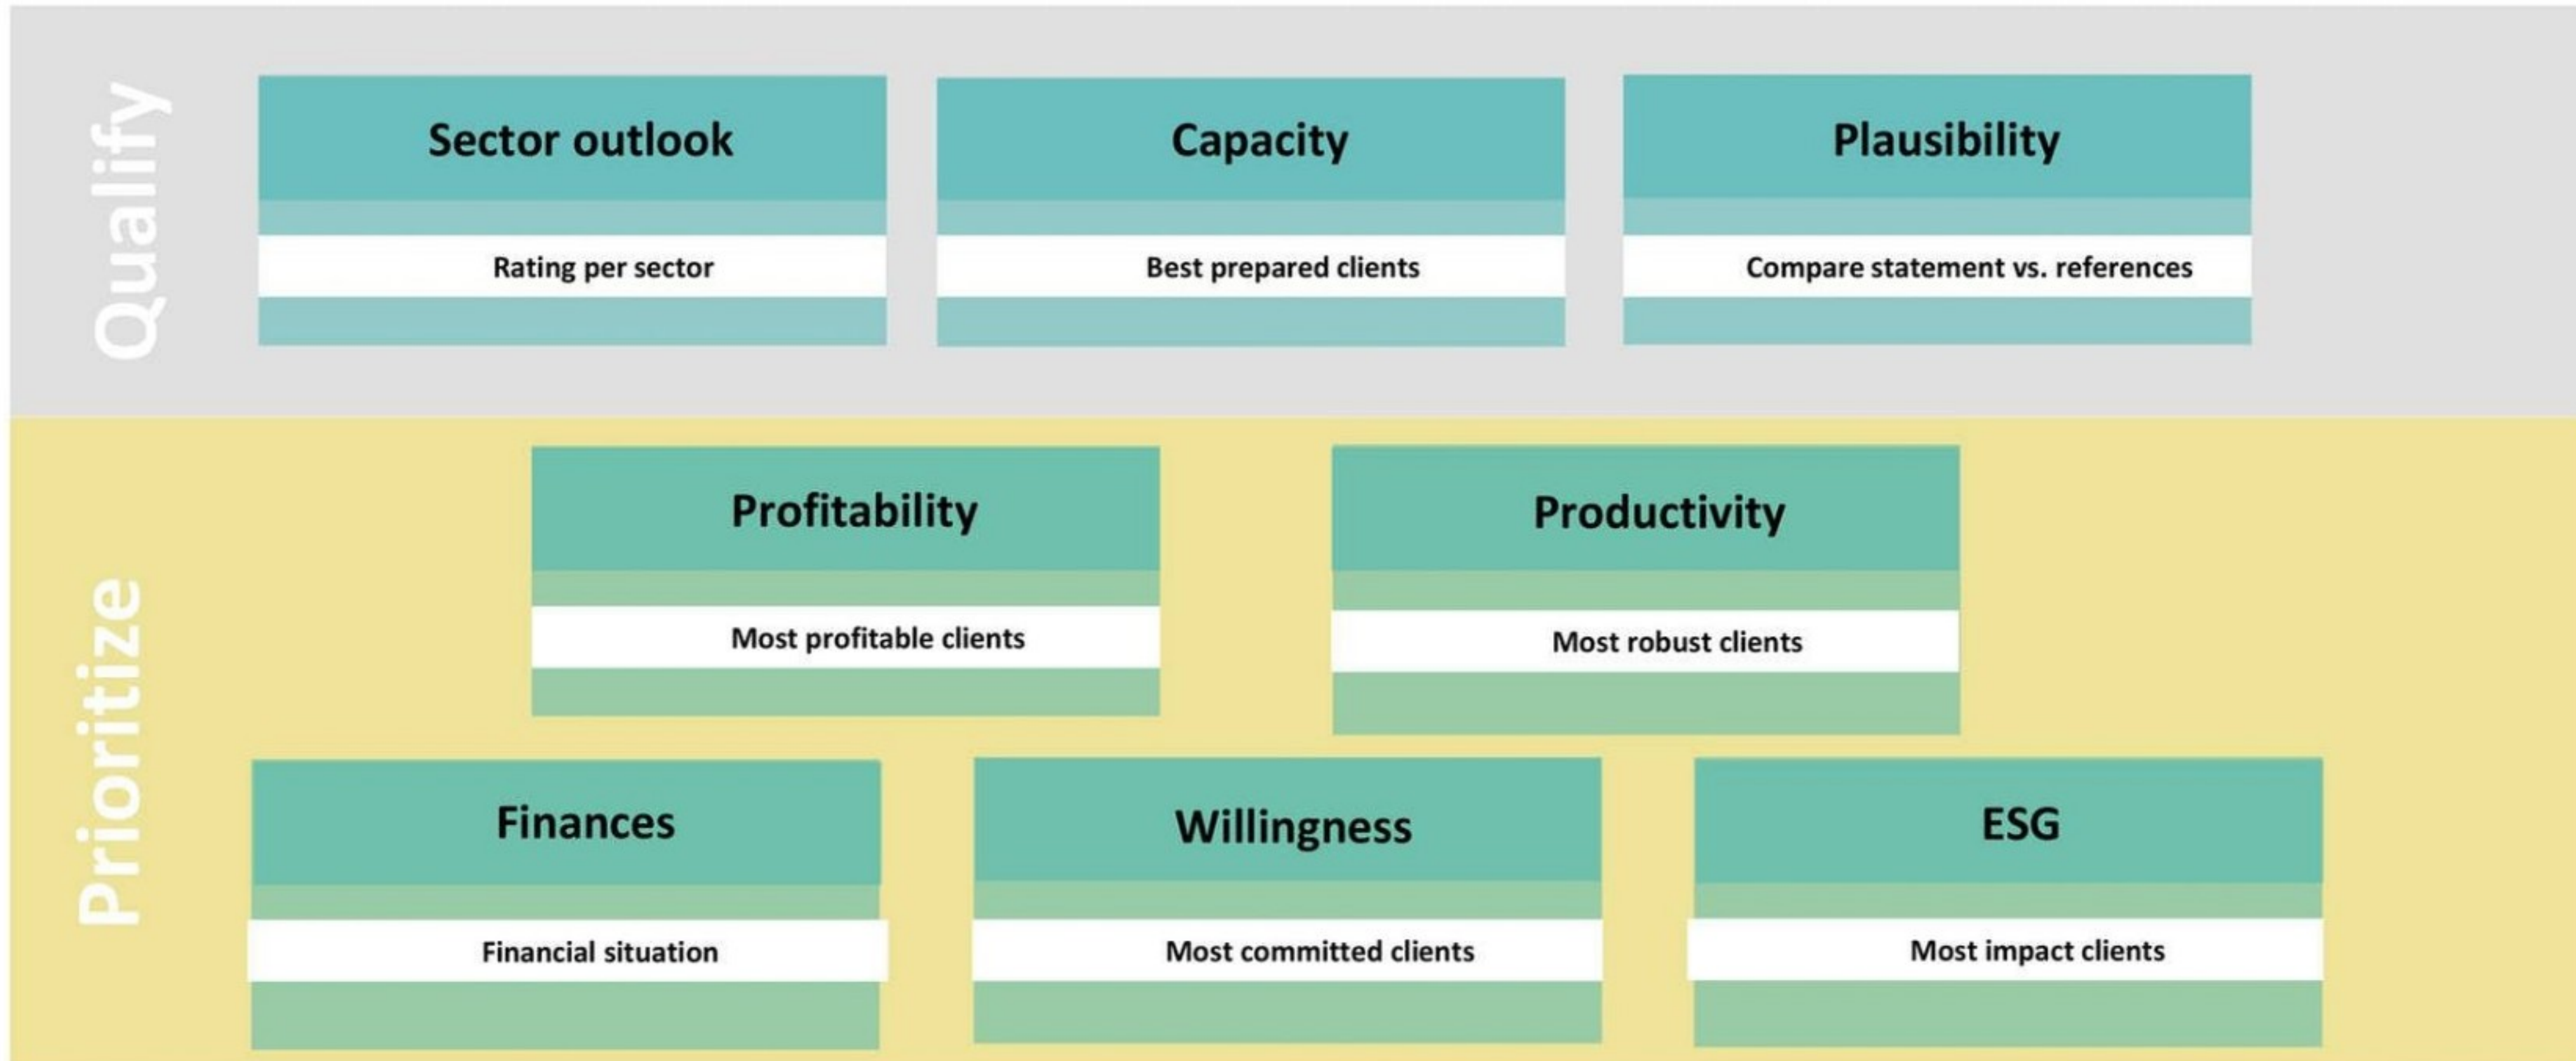 Qualify
Sector outlook
Rating per sector
Capacity
Best prepared clients
Plausibility
Compare statement vs. references
Prioritize
Profitability
Most profitable clients
Productivity
Most robust clients
Finances
Financial situation
Willingness
Most committed clients
ESG
Most impact clients